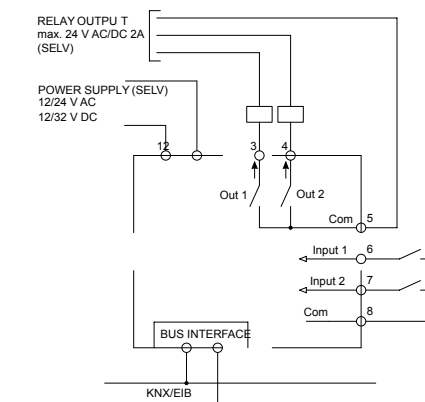 RELAY OUTPU T
max. 24 V AC/DC 2A
(SELV)
POWER SUPPLY (SELV)
12/24 V AC
12/32 V DC
12
3
4
Out 1
Out 2
Com
5
Input 1
6
Input 2
7
Com
8
BUS INTERFACE
KNX/EIB